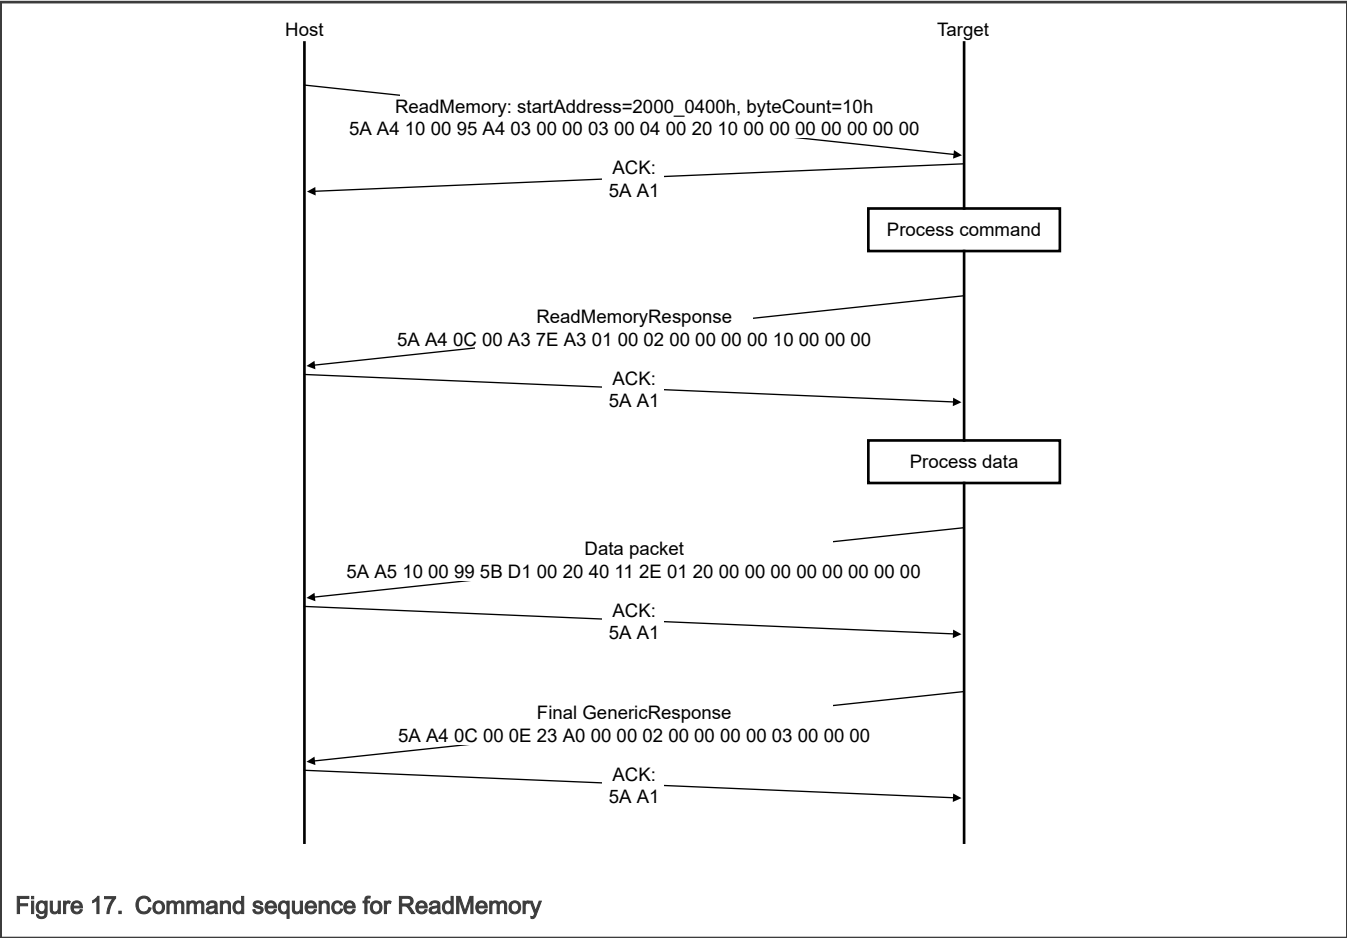 Host
Target
ReadMemory: startAddress=2000_0400h, byteCount=10h
5A A4 10 00 95 A4 03 00 00 03 00 04 00 20 10 00 00 00 00 00 00 00
ACK:
5A A1
Process command
ReadMemoryResponse
5A A4 0C 00 A3 7E A3 01 00 02 00 00 00 00 10 00 00 00
ACK:
5A A1
Process data
Data packet
5A A5 10 00 99 5B D1 00 20 40 11 2E 01 20 00 00 00 00 00 00 00 00
ACK:
5A A1
Final GenericResponse
5A A4 0C 00 0E 23 A0 00 00 02 00 00 00 00 03 00 00 00
ACK:
5A A1
Figure 17. Command sequence for ReadMemory